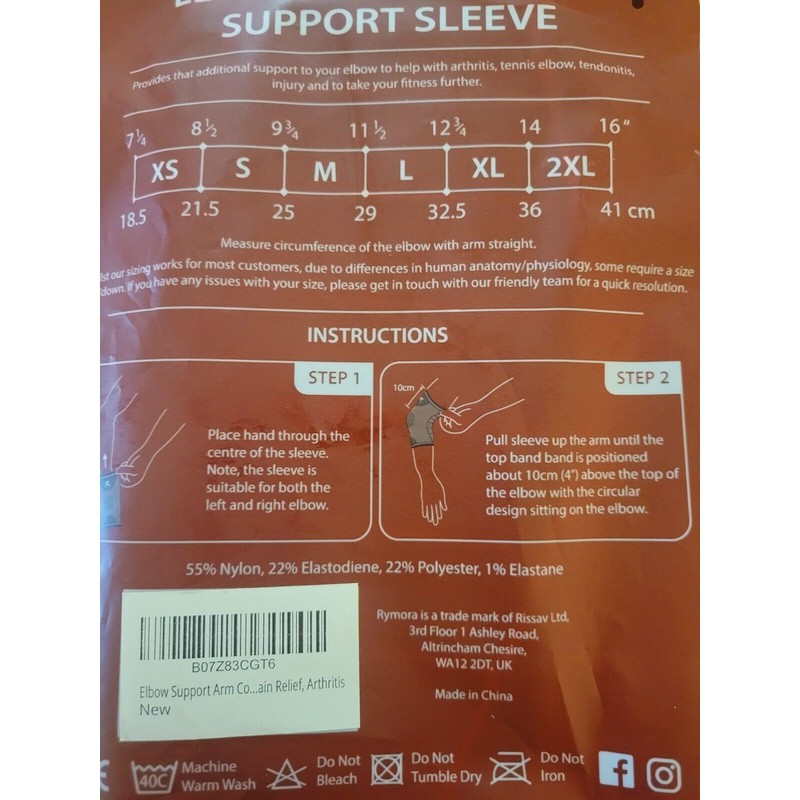 SUPPORT SLEEVE
Provides that additional support to your elbow to help with arthritis, tennis elbow, tendonitis,
injury and to take your fitness further.
7¼ 8½ 9¾ 11½ 12¾ 14 16"
XS S M L XL 2XL
18.5 21.5 25 29 32.5 36 41 cm
Measure circumference of the elbow with arm straight.
our sizing works for most customers, due to differences in human anatomy/physiology, some require a size
down. If you have any issues with your size, please get in touch with our friendly team for a quick resolution.
INSTRUCTIONS
STEP 1
Place hand through the
centre of the sleeve.
Note, the sleeve is
suitable for both the
left and right elbow.
STEP 2
10cm
Pull sleeve up the arm until the
top band band is positioned
about 10cm (4") above the top of
the elbow with the circular
design sitting on the elbow.
55% Nylon, 22% Elastodiene, 22% Polyester, 1% Elastane
B07Z83CGT6
Elbow Support Arm Co...ain Relief, Arthritis
New
Rymora is a trade mark of Rissav Ltd,
3rd Floor 1 Ashley Road,
Altrincham Chesire,
WA12 2DT, UK
Made in China
40C
Machine
Warm Wash
Do Not
Bleach
Do Not
Tumble Dry
Do Not
Iron